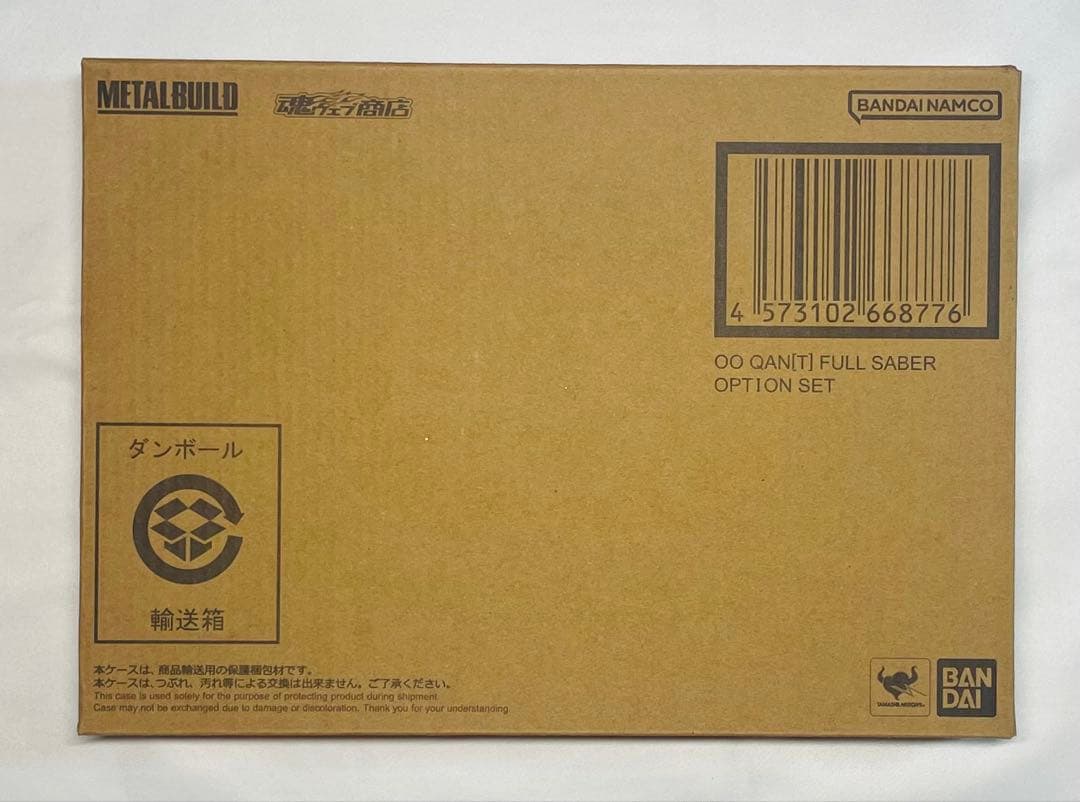 METAL BUILD
魂ウェブ商店
BANDAI NAMCO
4 573102 668776
OO QAN[T] FULL SABER
OPTION SET
ダンボール
輸送箱
本ケースは、商品輸送用の保護梱包材です。
本ケースは、つぶれ、汚れ等による交換は出来ません。ご了承ください。
This case is used solely for the purpose of protecting product during shipment.
Case may not be exchanged due to damage or discoloration. Thank you for your understanding.
TAMASHII NATIONS
BAN
DAI